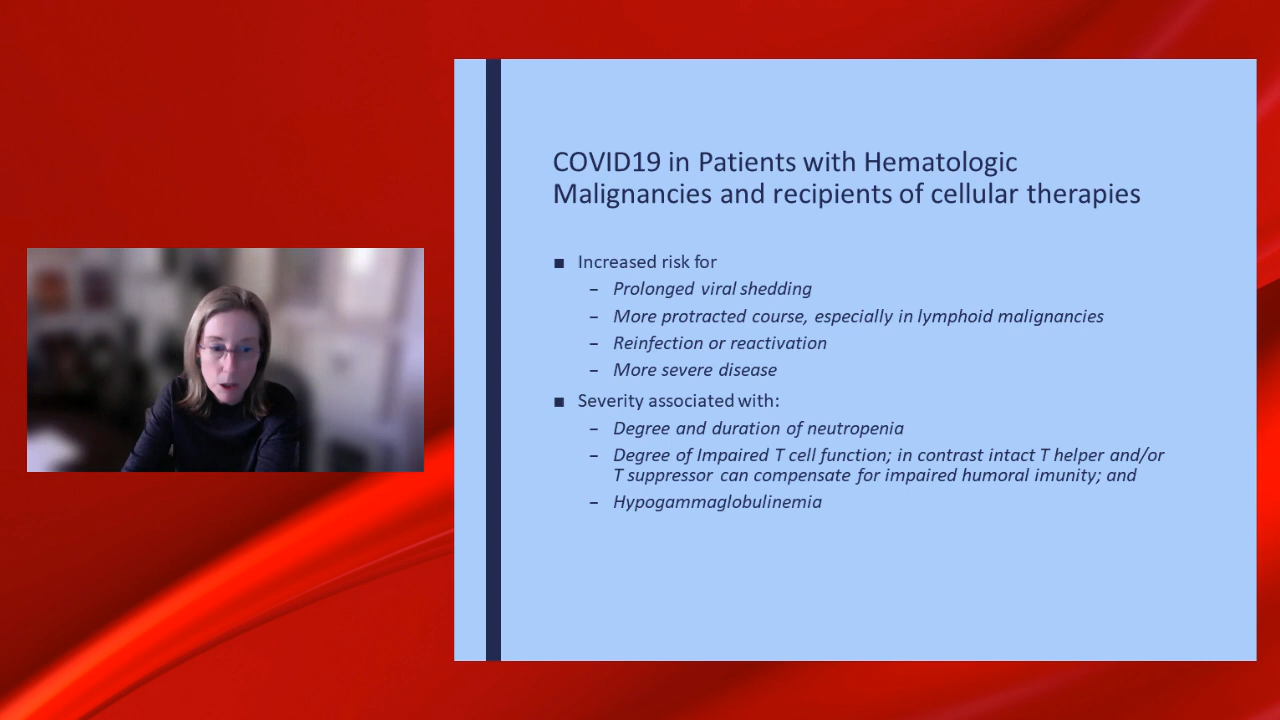 COVID19 in Patients with Hematologic
Malignancies and recipients of cellular therapies
■ Increased risk for
– Prolonged viral shedding
– More protracted course, especially in lymphoid malignancies
– Reinfection or reactivation
– More severe disease
■ Severity associated with:
– Degree and duration of neutropenia
– Degree of Impaired T cell function; in contrast intact T helper and/or
T suppressor can compensate for impaired humoral imunity; and
– Hypogammaglobulinemia